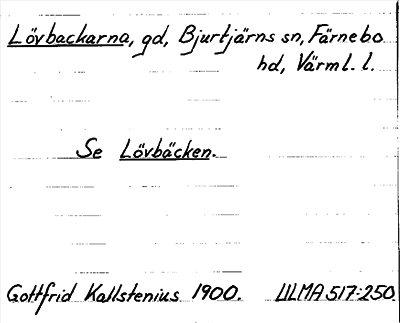 Lövbackarna, gd, Bjurtjärns sn, Färnebo
hd, Värml. l.
Se Lövbäcken.
Gottfrid Kallstenius 1900. ULMA 517:250.